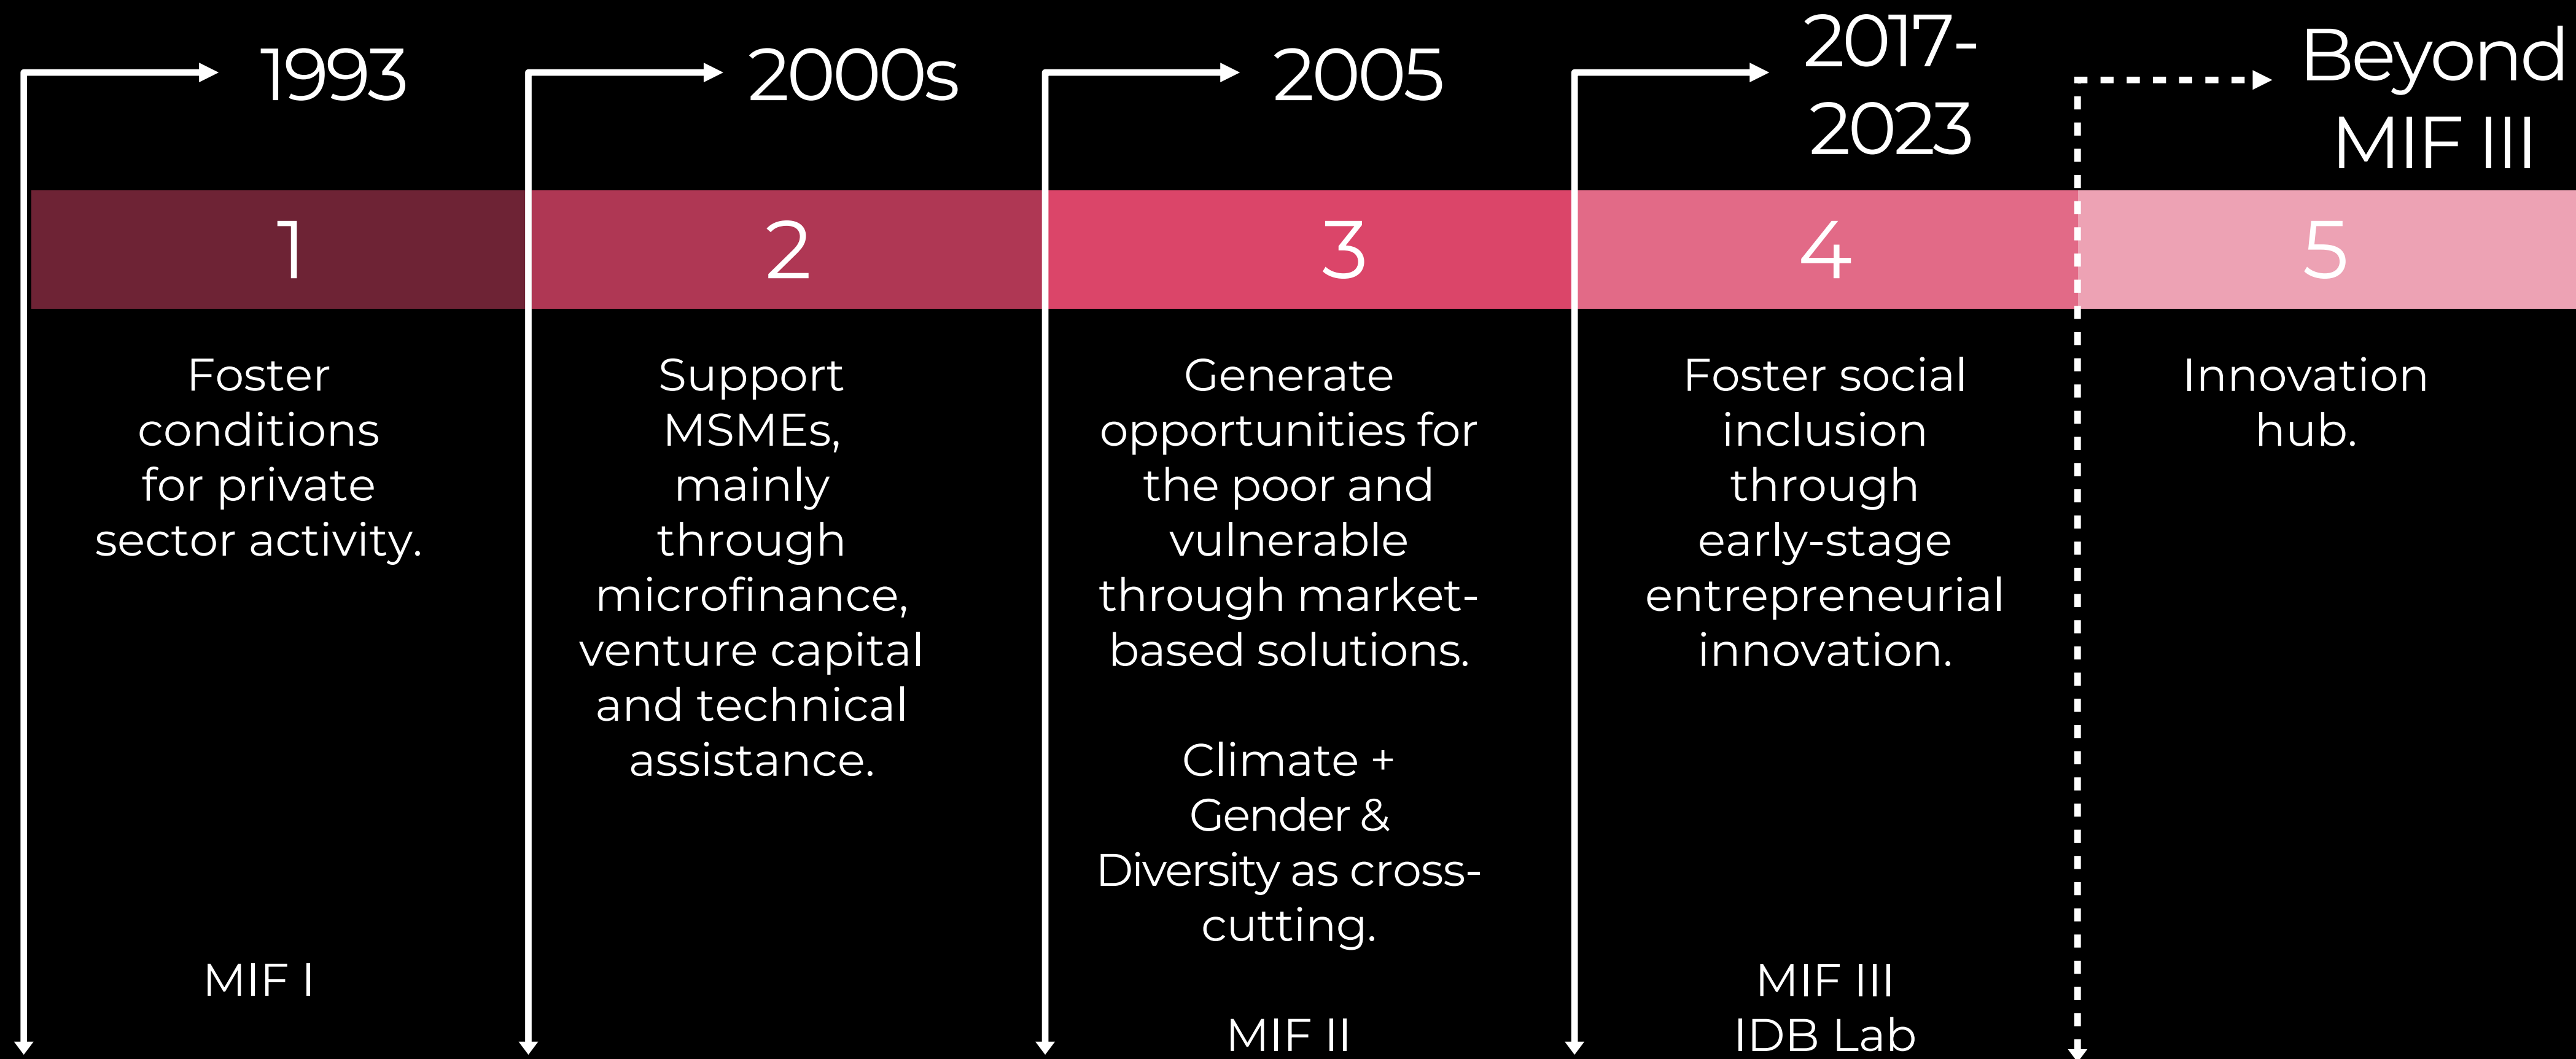 1993
2000s
2005
2017-
2023
Beyond
MIF III
1
2
3
4
5
Foster
conditions
for private
sector activity.
MIF I
Support
MSMEs,
mainly
through
microfinance,
venture capital
and technical
assistance.
Generate
opportunities for
the poor and
vulnerable
through market-
based solutions.
Climate +
Gender &
Diversity as cross-
cutting.
MIF II
Foster social
inclusion
through
early-stage
entrepreneurial
innovation.
MIF III
IDB Lab
Innovation
hub.